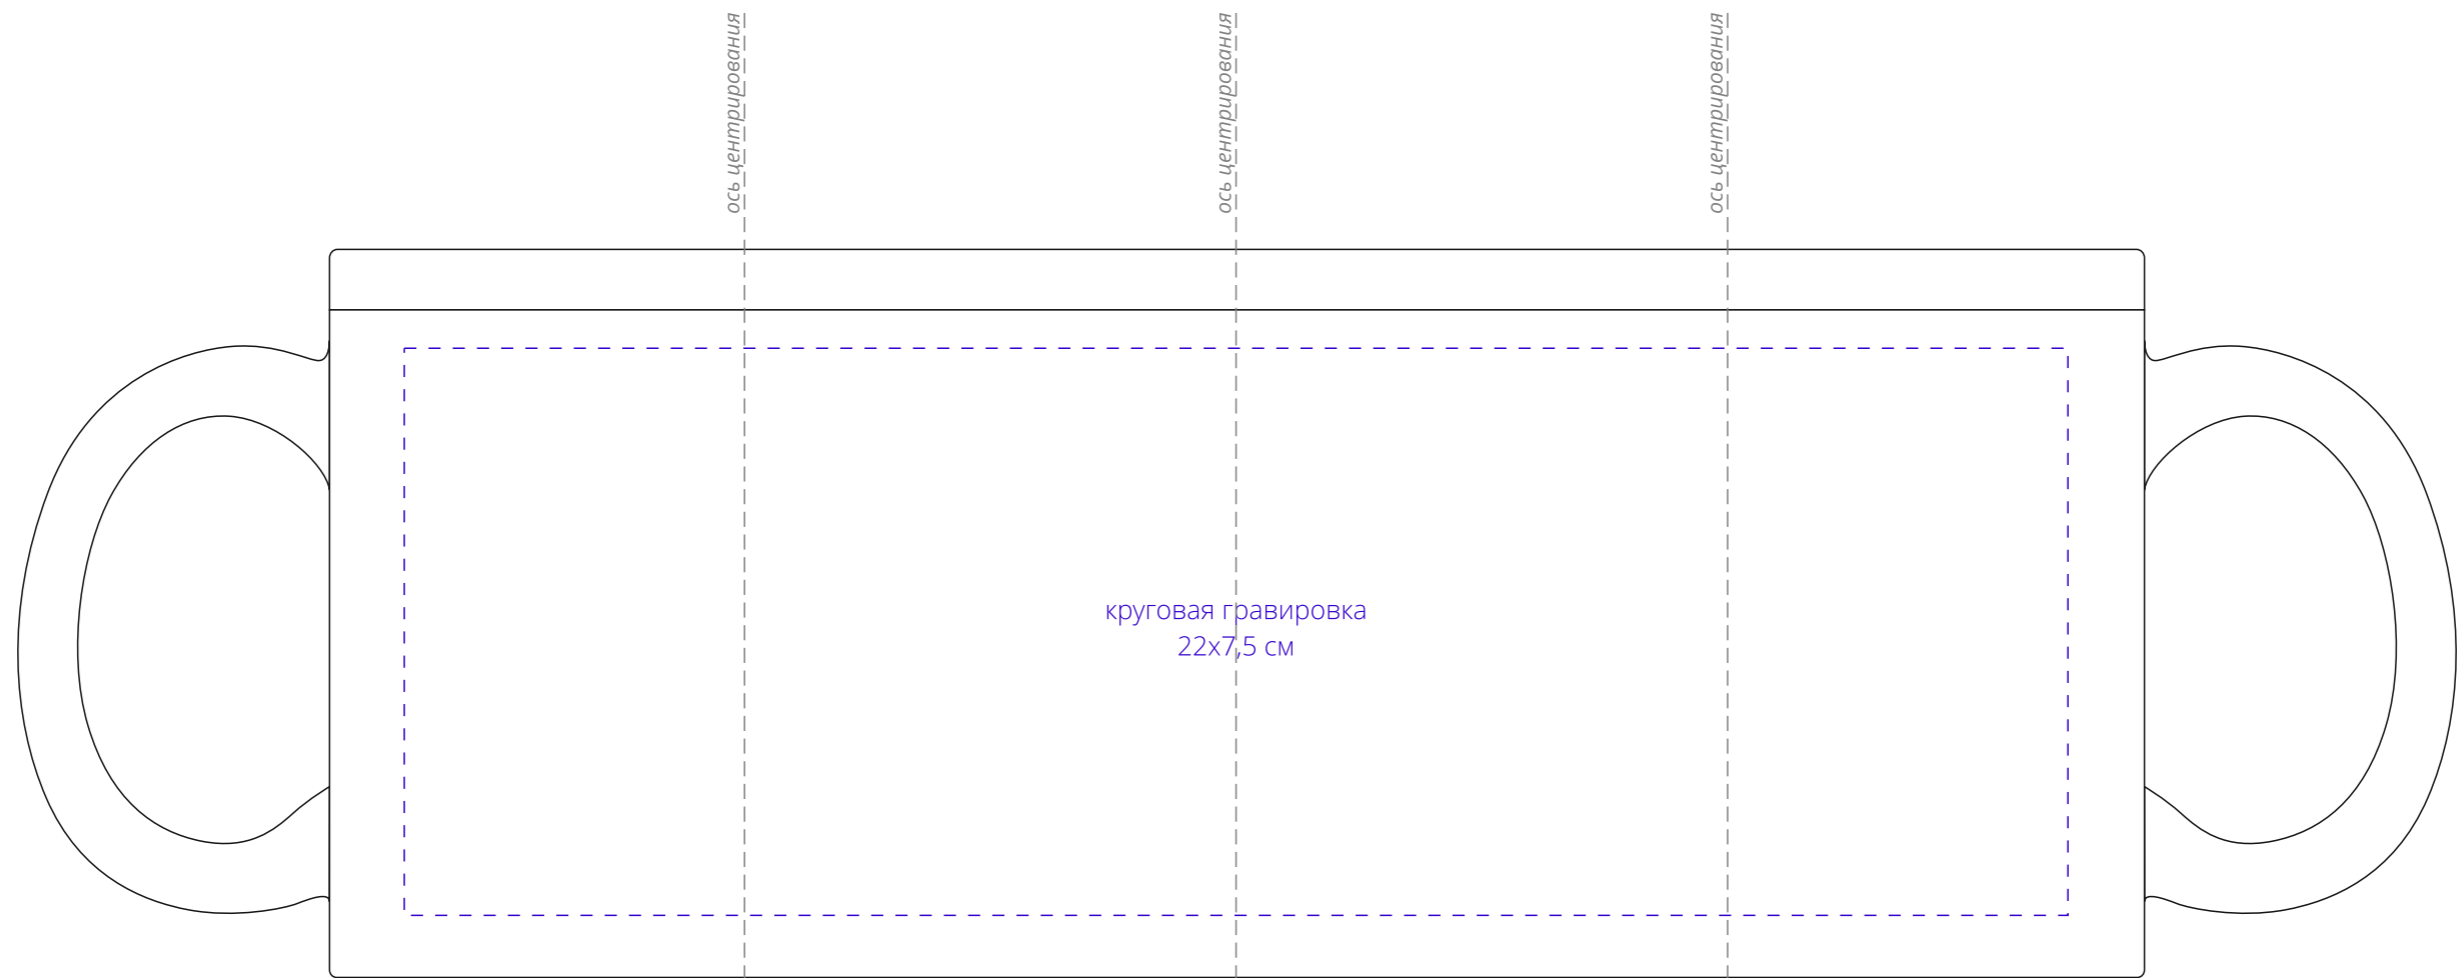 ось центрирования
ось центрирования
ось центрирования
круговая гравировка
22x7,5 см